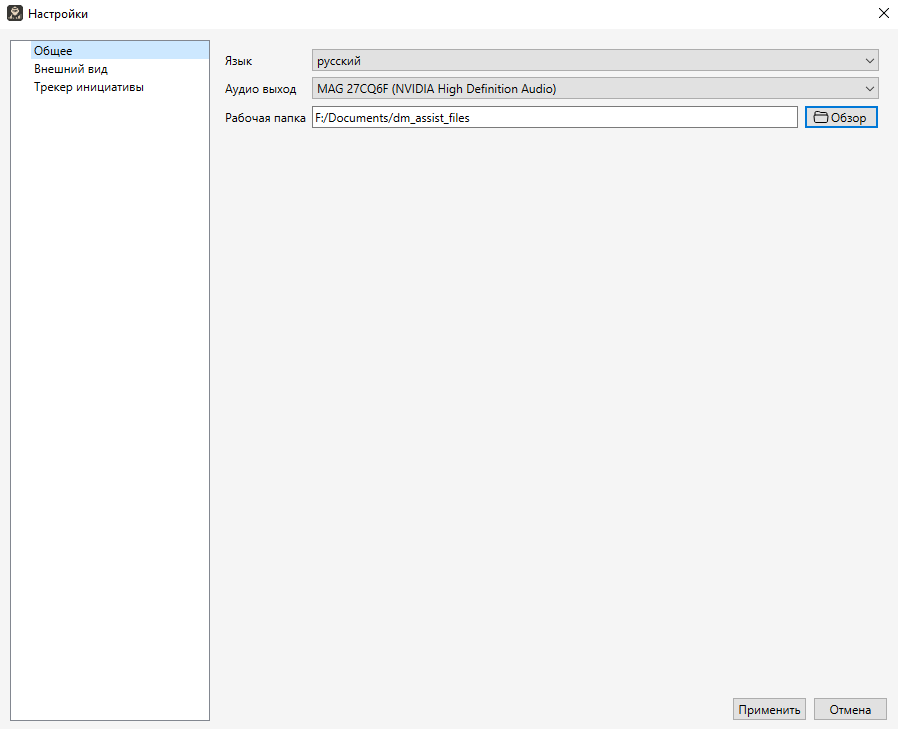 Настройки
Общее
Внешний вид
Трекер инициативы
Язык русский
Аудио выход MAG 27CQ6F (NVIDIA High Definition Audio)
Рабочая папка F:/Documents/dm_assist_files Обзор
Применить Отмена